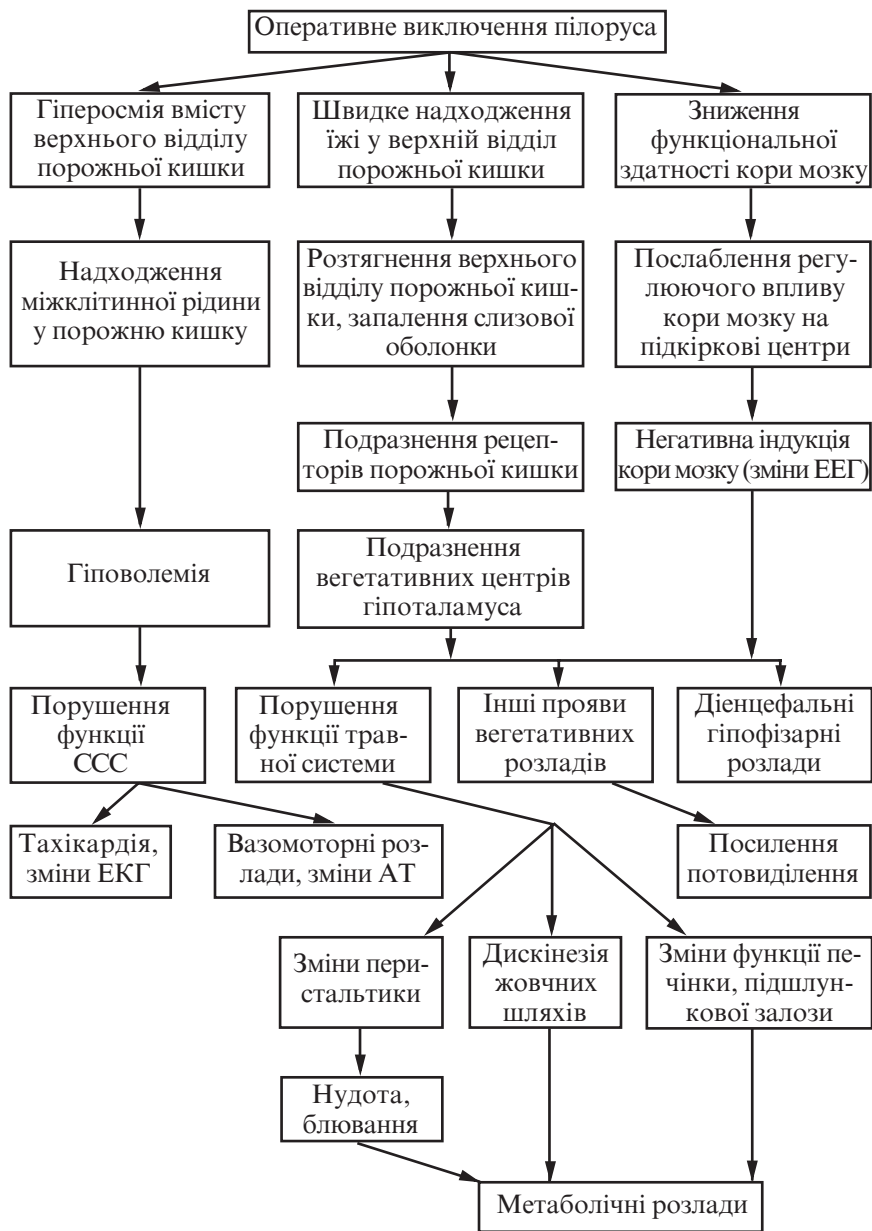 Оперативне виключення пілоруса
Гіперосмія вмісту
верхнього відділу
порожньої кишки
Швидке надходження
їжі у верхній відділ
порожньої кишки
Зниження
функціональної
здатності кори мозку
Надходження
міжклітинної рідини
у порожню кишку
Розтягнення верхнього
відділу порожньої киш-
ки, запалення слизової
оболонки
Послаблення регу-
люючого впливу
кори мозку на
підкіркові центри
Подразнення рецеп-
торів порожньої кишки
Негативна індукція
кори мозку (зміни ЕЕГ)
Гіповолемія
Подразнення
вегетативних центрів
гіпоталамуса
Порушення
функції
ССС
Порушення
функції трав-
ної системи
Інші прояви
вегетативних
розладів
Діенцефальні
гіпофізарні
розлади
Тахікардія,
зміни ЕКГ
Вазомоторні роз-
лади, зміни АТ
Посилення
потовиділення
Зміни пери-
стальтики
Дискінезія
жовчних
шляхів
Зміни функції пе-
чінки, підшлун-
кової залози
Нудота,
блювання
Метаболічні розлади